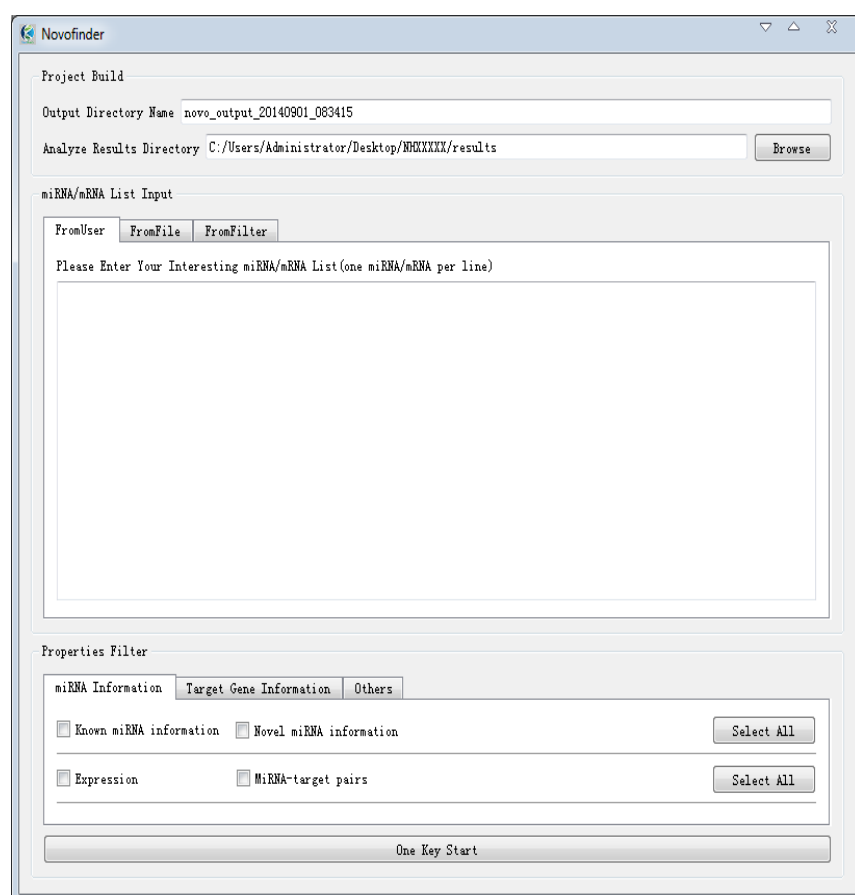 Novofinder
Project Build
Output Directory Name novo_output_20140901_083415
Analyze Results Directory C:/Users/Administrator/Desktop/NHXXXXX/results Browse
miRNA/mRNA List Input
FromUser FromFile FromFilter
Please Enter Your Interesting miRNA/mRNA List(one miRNA/mRNA per line)
Properties Filter
miRNA Information Target Gene Information Others
Known miRNA information Novel miRNA information Select All
Expression MiRNA-target pairs Select All
One Key Start